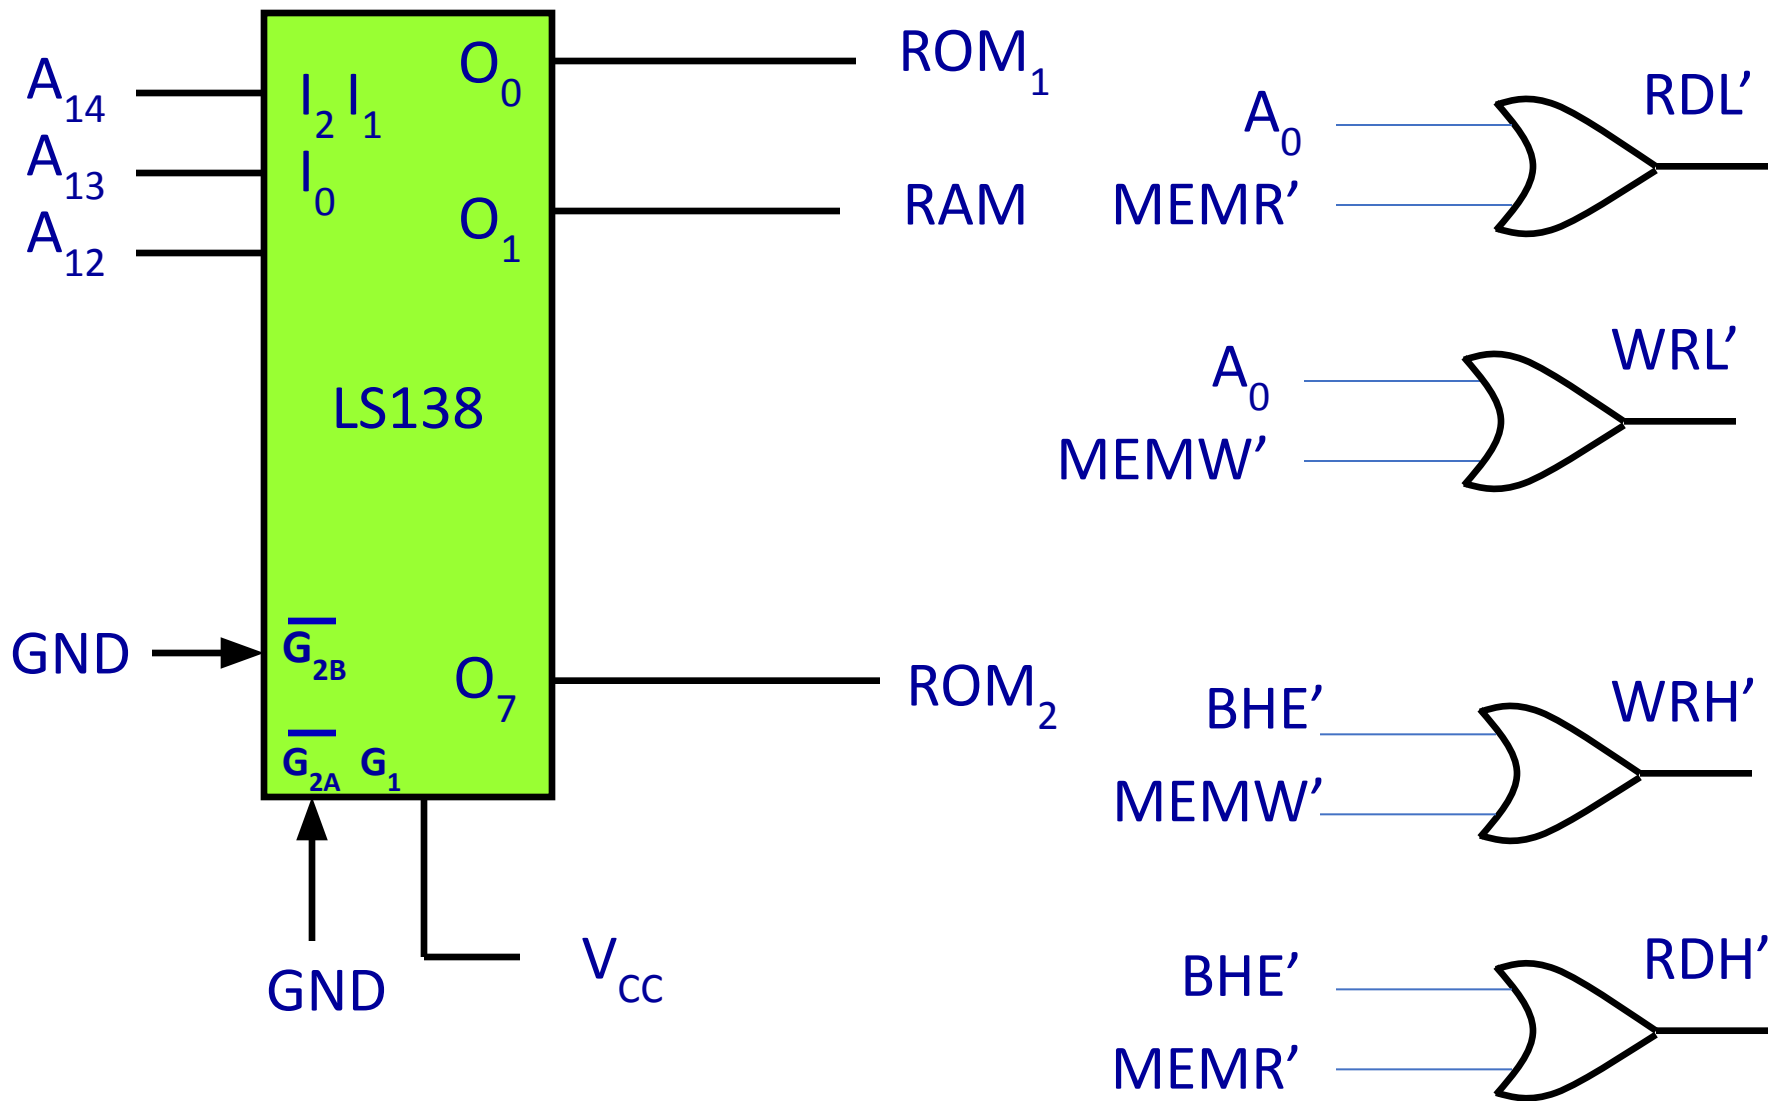 A14
A13
A12
I2 I1
I0
O0
O1
LS138
G2B
O7
G2A G1
GND
GND
VCC
ROM1
RAM
ROM2
A0
MEMR’
RDL’
A0
MEMW’
WRL’
BHE’
MEMW’
WRH’
BHE’
MEMR’
RDH’